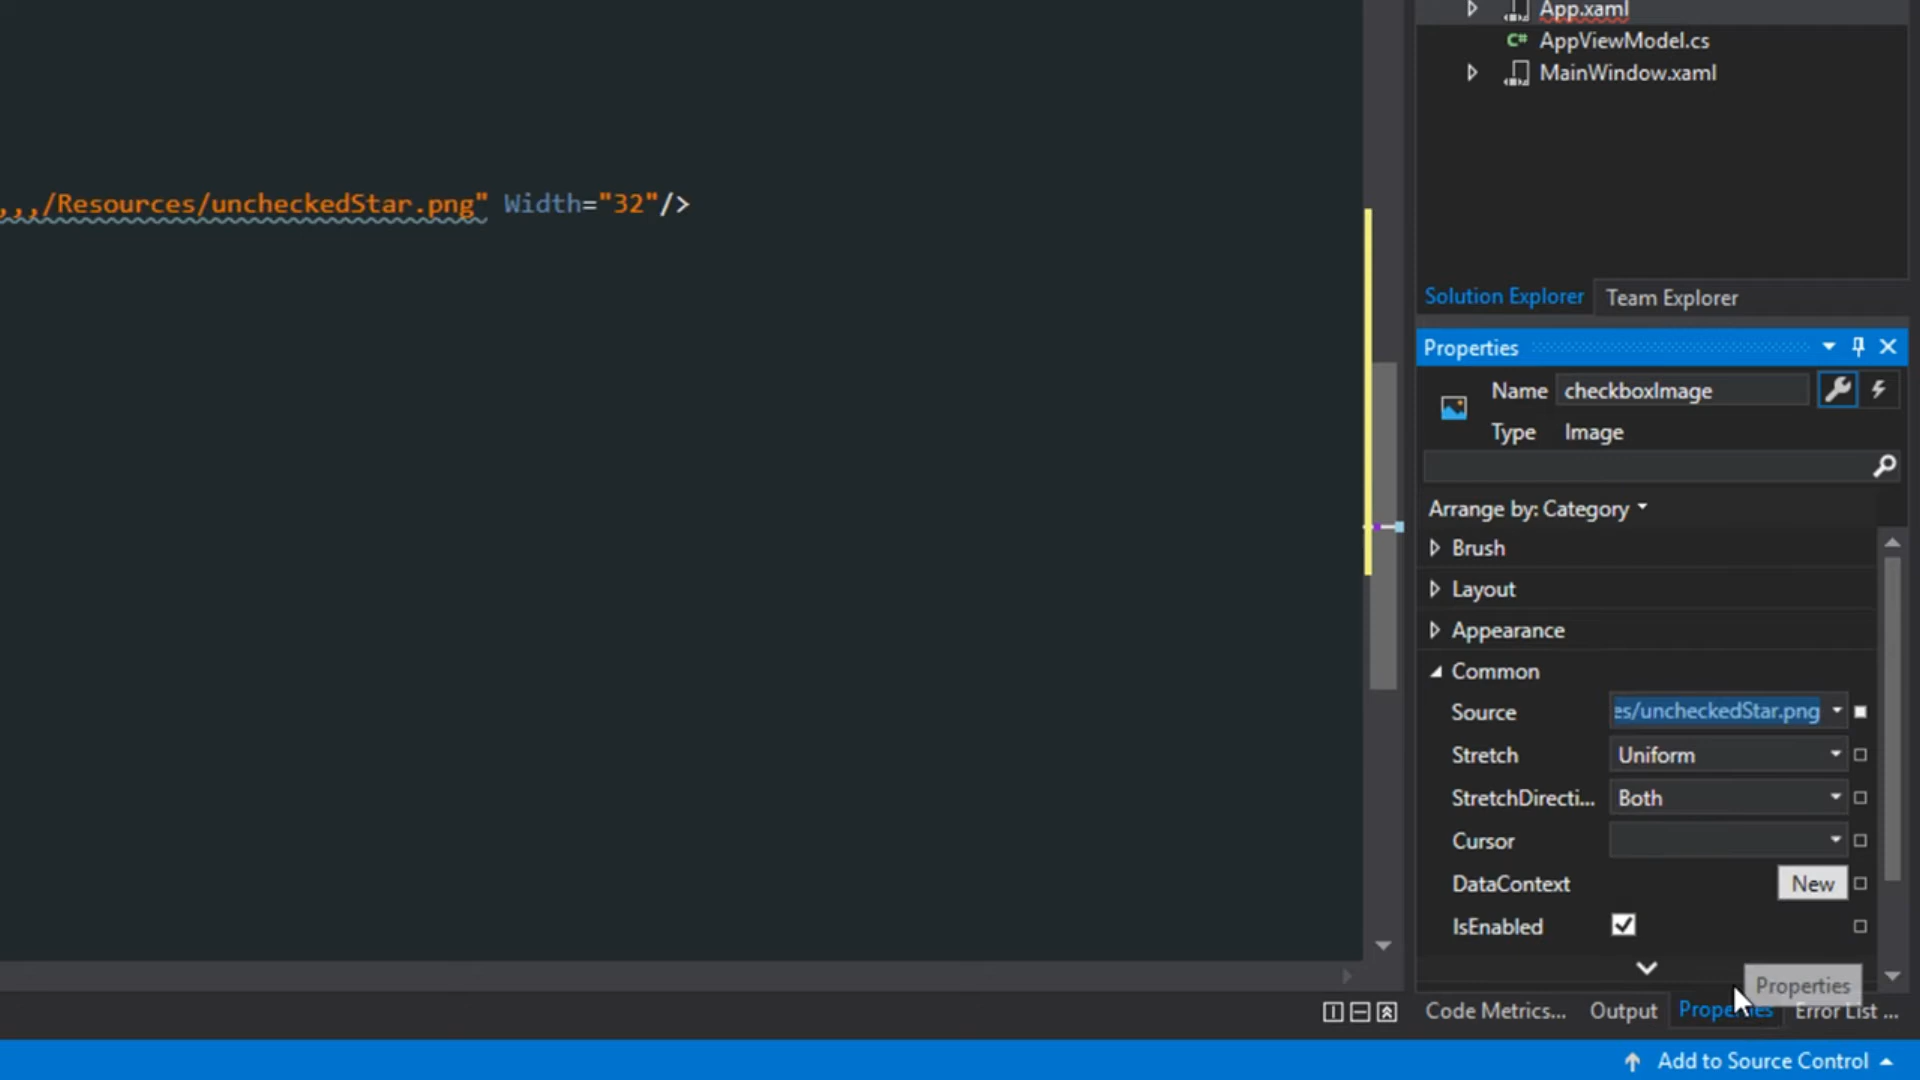 App.xaml
C# AppViewModel.cs
MainWindow.xaml
,,,/Resources/uncheckedStar.png" Width="32"/>
Solution Explorer Team Explorer
Properties
Name checkboxImage
Type Image
Arrange by: Category
Brush
Layout
Appearance
Common
Source es/uncheckedStar.png
Stretch Uniform
StretchDirecti... Both
Cursor
DataContext New
IsEnabled
Properties
Code Metrics... Output Properties Error List ...
Add to Source Control